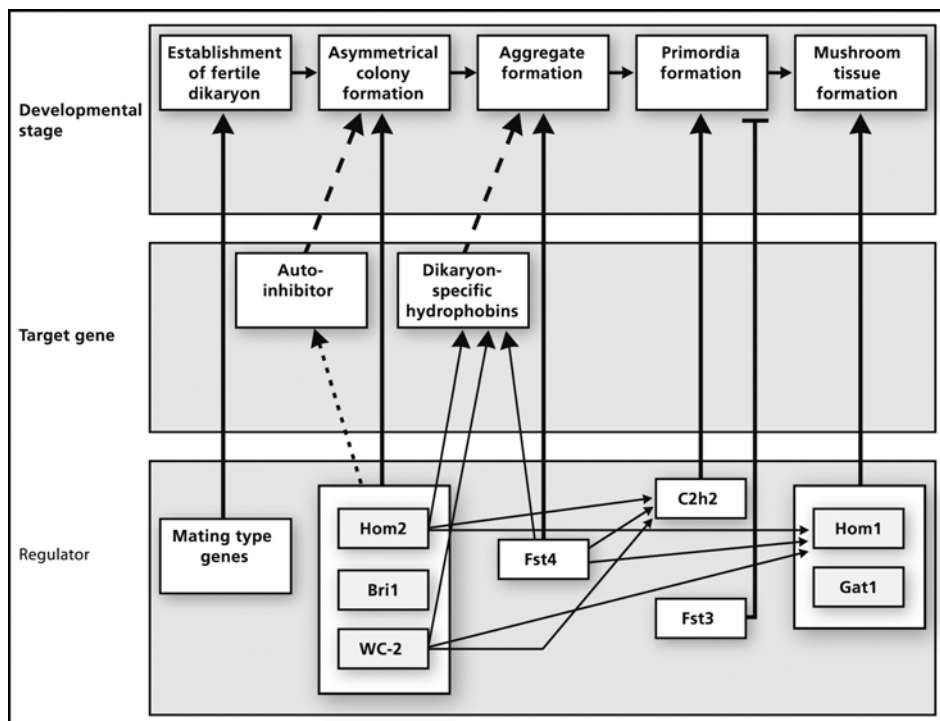 Establishment
of fertile
dikaryon
Asymmetrical
colony
formation
Aggregate
formation
Primordia
formation
Mushroom
tissue
formation
Developmental
stage
Auto-
inhibitor
Dikaryon-
specific
hydrophobins
Target gene
Regulator
Mating type
genes
Hom2
Bri1
WC-2
Fst4
C2h2
Fst3
Hom1
Gat1